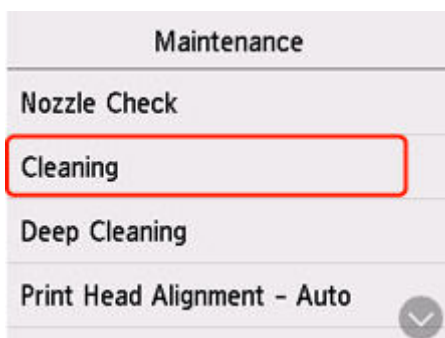 Maintenance
Nozzle Check
Cleaning
Deep Cleaning
Print Head Alignment - Auto